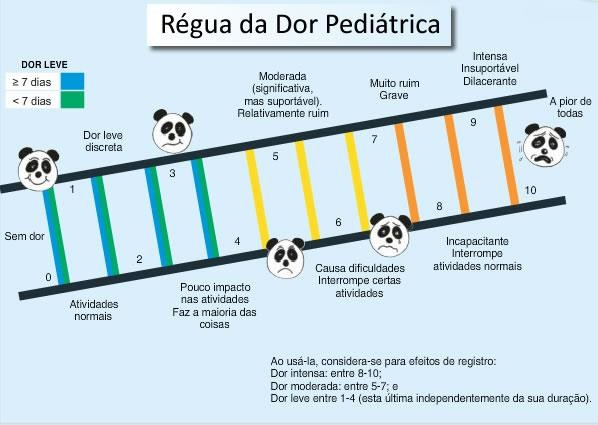 Régua da Dor Pediátrica
DOR LEVE
≥ 7 dias
< 7 dias
Dor leve
discreta
Moderada
(significativa,
mas suportável).
Relativamente ruim
Muito ruim
Grave
Intensa
Insuportável
Dilacerante
A pior de
todas
1
3
5
7
9
Sem dor
0
2
4
6
8
10
Atividades
normais
Pouco impacto
nas atividades
Faz a maioria das
coisas
Causa dificuldades
Interrompe certas
atividades
Incapacitante
Interrompe
atividades normais
Ao usá-la, considera-se para efeitos de registro:
Dor intensa: entre 8-10;
Dor moderada: entre 5-7; e
Dor leve entre 1-4 (esta última independentemente da sua duração).